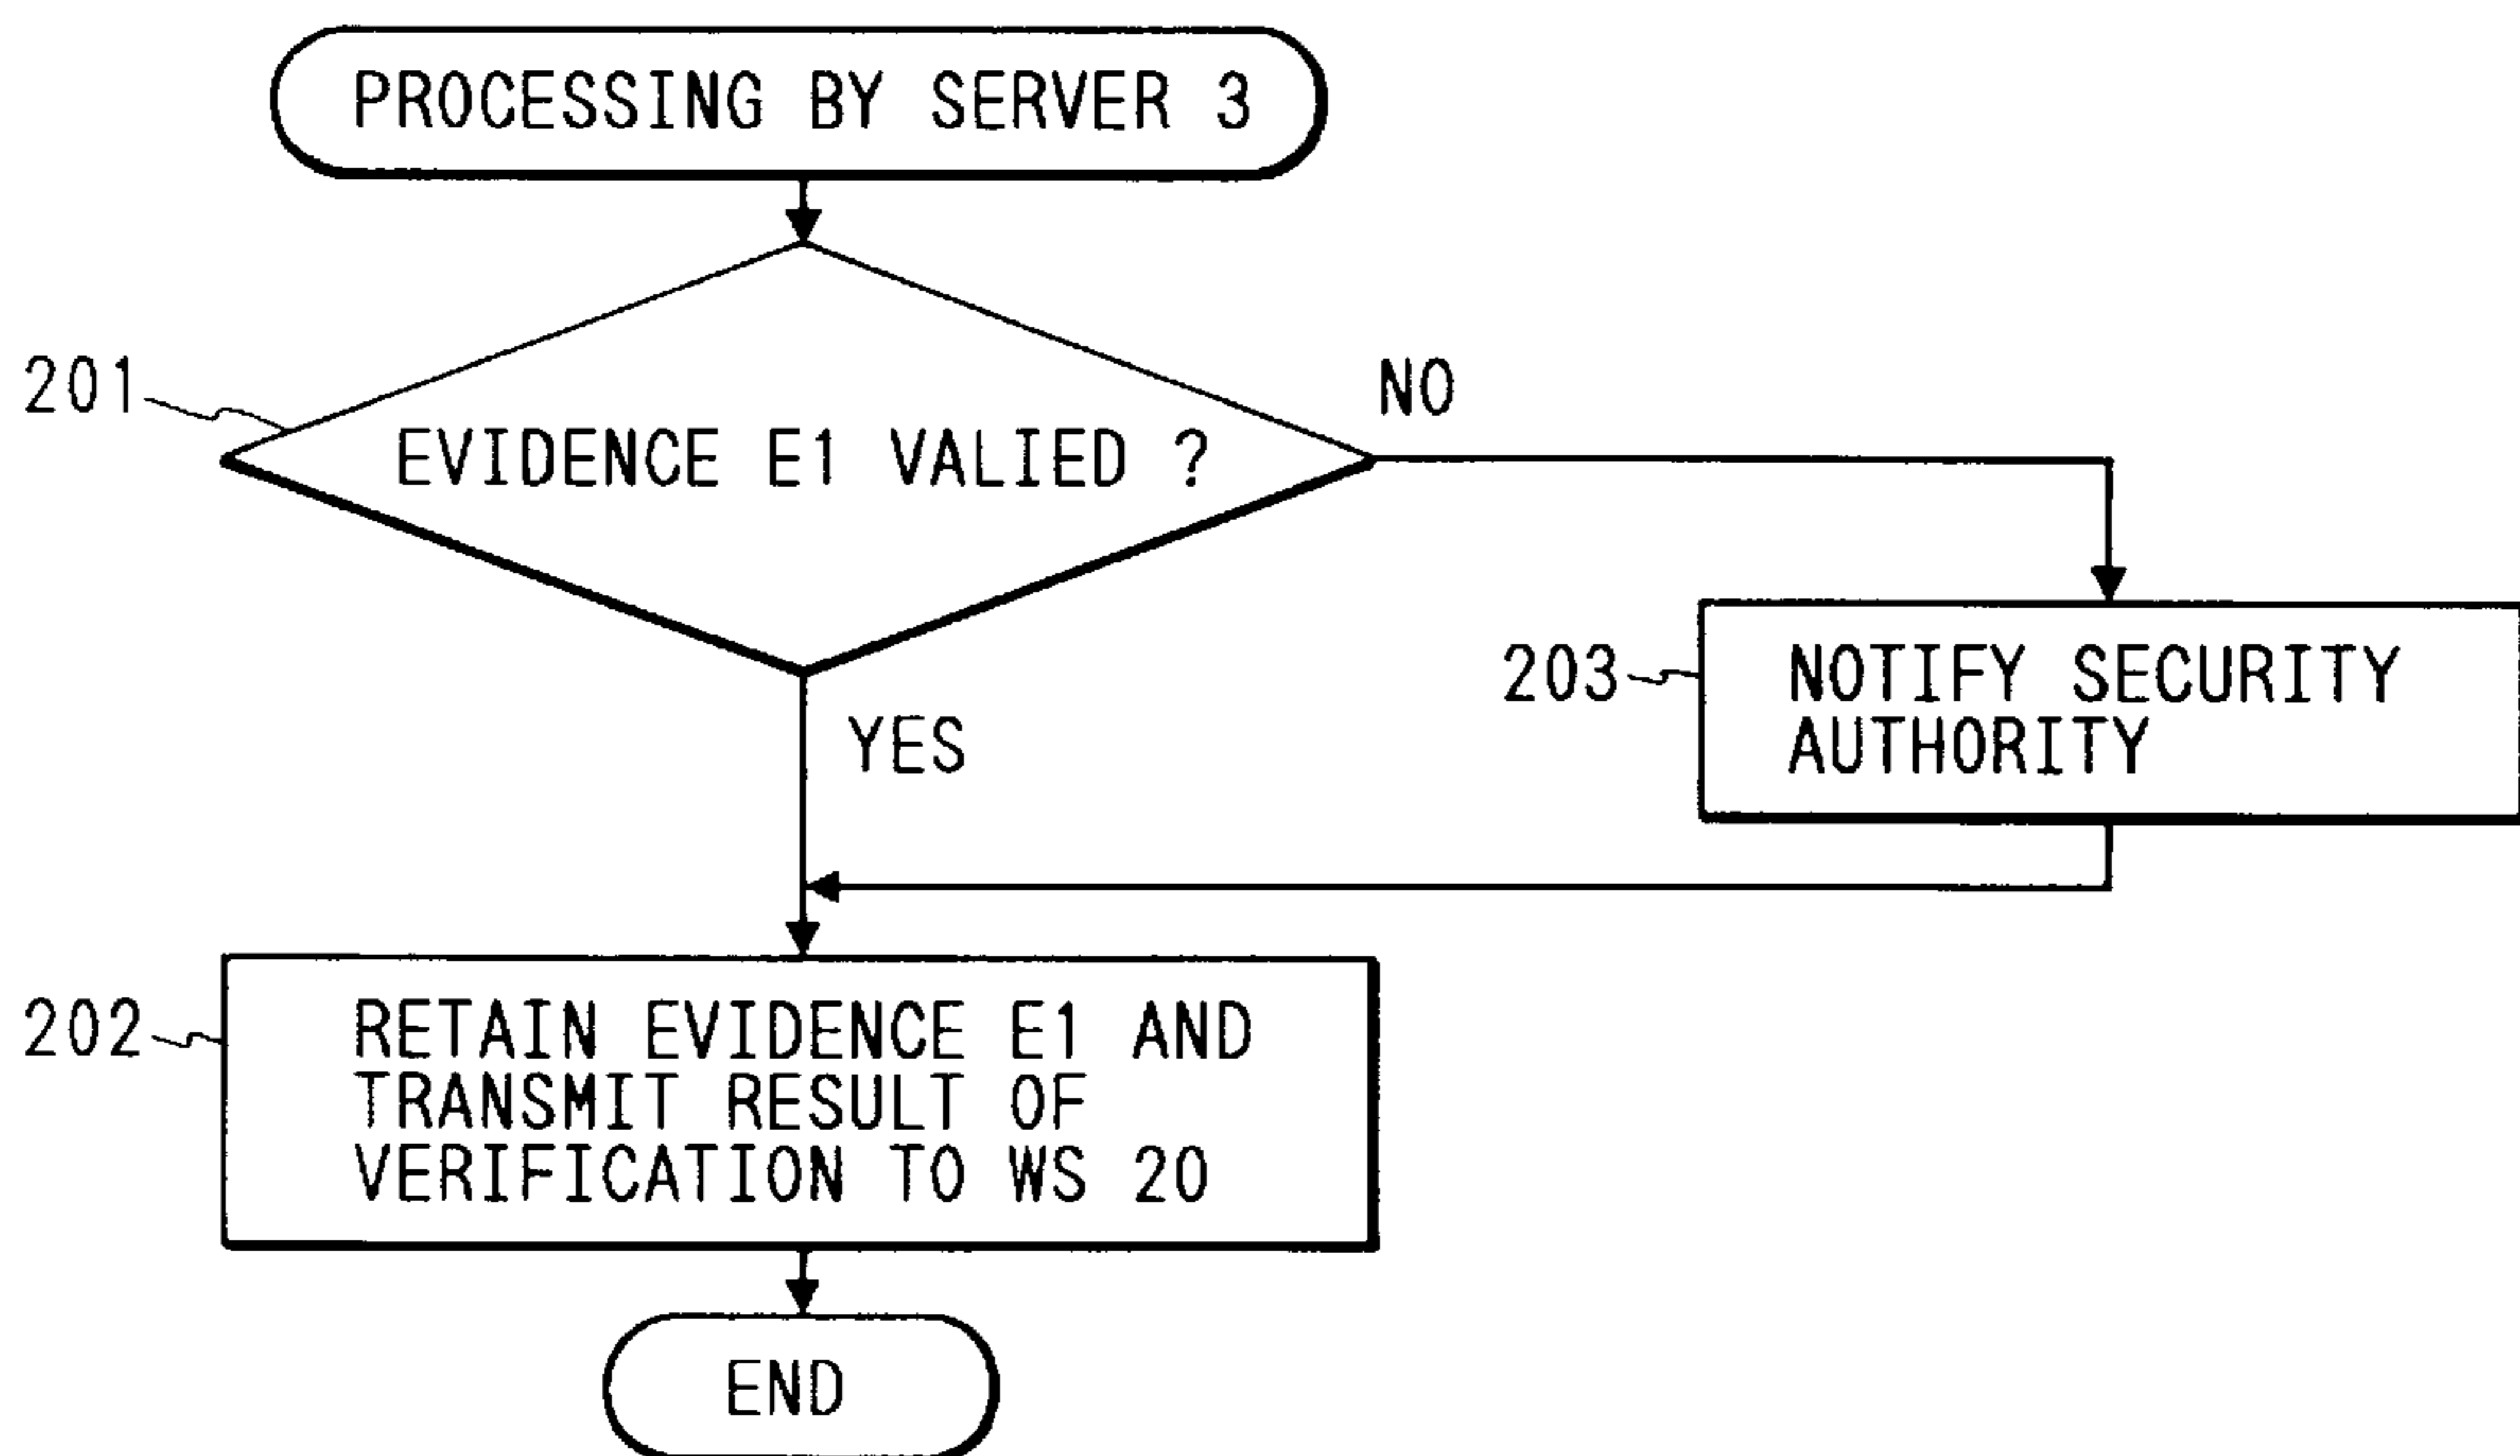 PROCESSING BY SERVER 3
201
EVIDENCE E1 VALIED ?
NO
YES
203
NOTIFY SECURITY
AUTHORITY
202
RETAIN EVIDENCE E1 AND
TRANSMIT RESULT OF
VERIFICATION TO WS 20
END